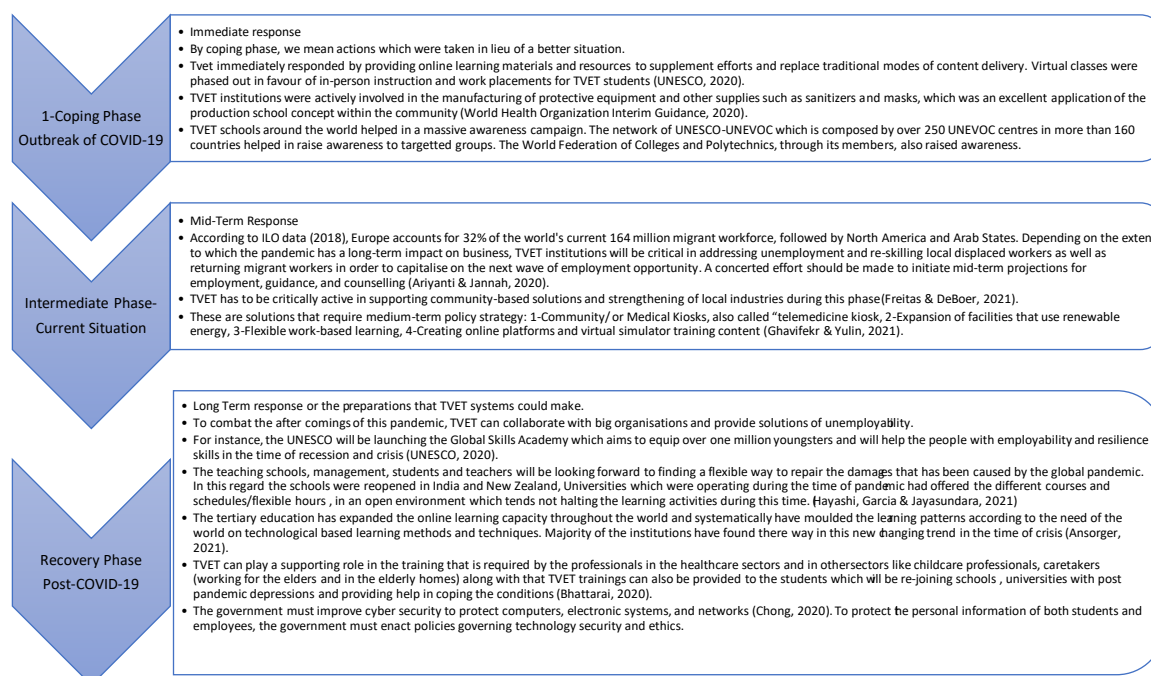 1-Coping Phase
Outbreak of COVID-19
• Immediate response
• By coping phase, we mean actions which were taken in lieu of a better situation.
• Tvet immediately responded by providing online learning materials and resources to supplement efforts and replace traditional modes of content delivery. Virtual classes were
phased out in favour of in-person instruction and work placements for TVET students (UNESCO, 2020).
• TVET institutions were actively involved in the manufacturing of protective equipment and other supplies such as sanitizers and masks, which was an excellent application of the
production school concept within the community (World Health Organization Interim Guidance, 2020).
• TVET schools around the world helped in a massive awareness campaign. The network of UNESCO-UNEVOC which is composed by over 250 UNEVOC centres in more than 160
countries helped in raise awareness to targetted groups. The World Federation of Colleges and Polytechnics, through its members, also raised awareness.
Intermediate Phase-
Current Situation
• Mid-Term Response
• According to ILO data (2018), Europe accounts for 32% of the world's current 164 million migrant workforce, followed by North America and Arab States. Depending on the exten
to which the pandemic has a long-term impact on business, TVET institutions will be critical in addressing unemployment and re-skilling local displaced workers as well as
returning migrant workers in order to capitalise on the next wave of employment opportunity. A concerted effort should be made to initiate mid-term projections for
employment, guidance, and counselling (Ariyanti & Jannah, 2020).
• TVET has to be critically active in supporting community-based solutions and strengthening of local industries during this phase(Freitas & DeBoer, 2021).
• These are solutions that require medium-term policy strategy: 1-Community/ or Medical Kiosks, also called “telemedicine kiosk, 2-Expansion of facilities that use renewable
energy, 3-Flexible work-based learning, 4-Creating online platforms and virtual simulator training content (Ghavifekr & Yulin, 2021).
Recovery Phase
Post-COVID-19
• Long Term response or the preparations that TVET systems could make.
• To combat the after comings of this pandemic, TVET can collaborate with big organisations and provide solutions of unemployability.
• For instance, the UNESCO will be launching the Global Skills Academy which aims to equip over one million youngsters and will help the people with employability and resilience
skills in the time of recession and crisis (UNESCO, 2020).
• The teaching schools, management, students and teachers will be looking forward to finding a flexible way to repair the damages that has been caused by the global pandemic.
In this regard the schools were reopened in India and New Zealand, Universities which were operating during the time of pandemic had offered the different courses and
schedules/flexible hours , in an open environment which tends not halting the learning activities during this time. (Hayashi, Garcia & Jayasundara, 2021)
• The tertiary education has expanded the online learning capacity throughout the world and systematically have moulded the learning patterns according to the need of the
world on technological based learning methods and techniques. Majority of the institutions have found there way in this new changing trend in the time of crisis (Ansorger,
2021).
• TVET can play a supporting role in the training that is required by the professionals in the healthcare sectors and in othersectors like childcare professionals, caretakers
(working for the elders and in the elderly homes) along with that TVET trainings can also be provided to the students which will be re-joining schools , universities with post
pandemic depressions and providing help in coping the conditions (Bhattarai, 2020).
• The government must improve cyber security to protect computers, electronic systems, and networks (Chong, 2020). To protect the personal information of both students and
employees, the government must enact policies governing technology security and ethics.